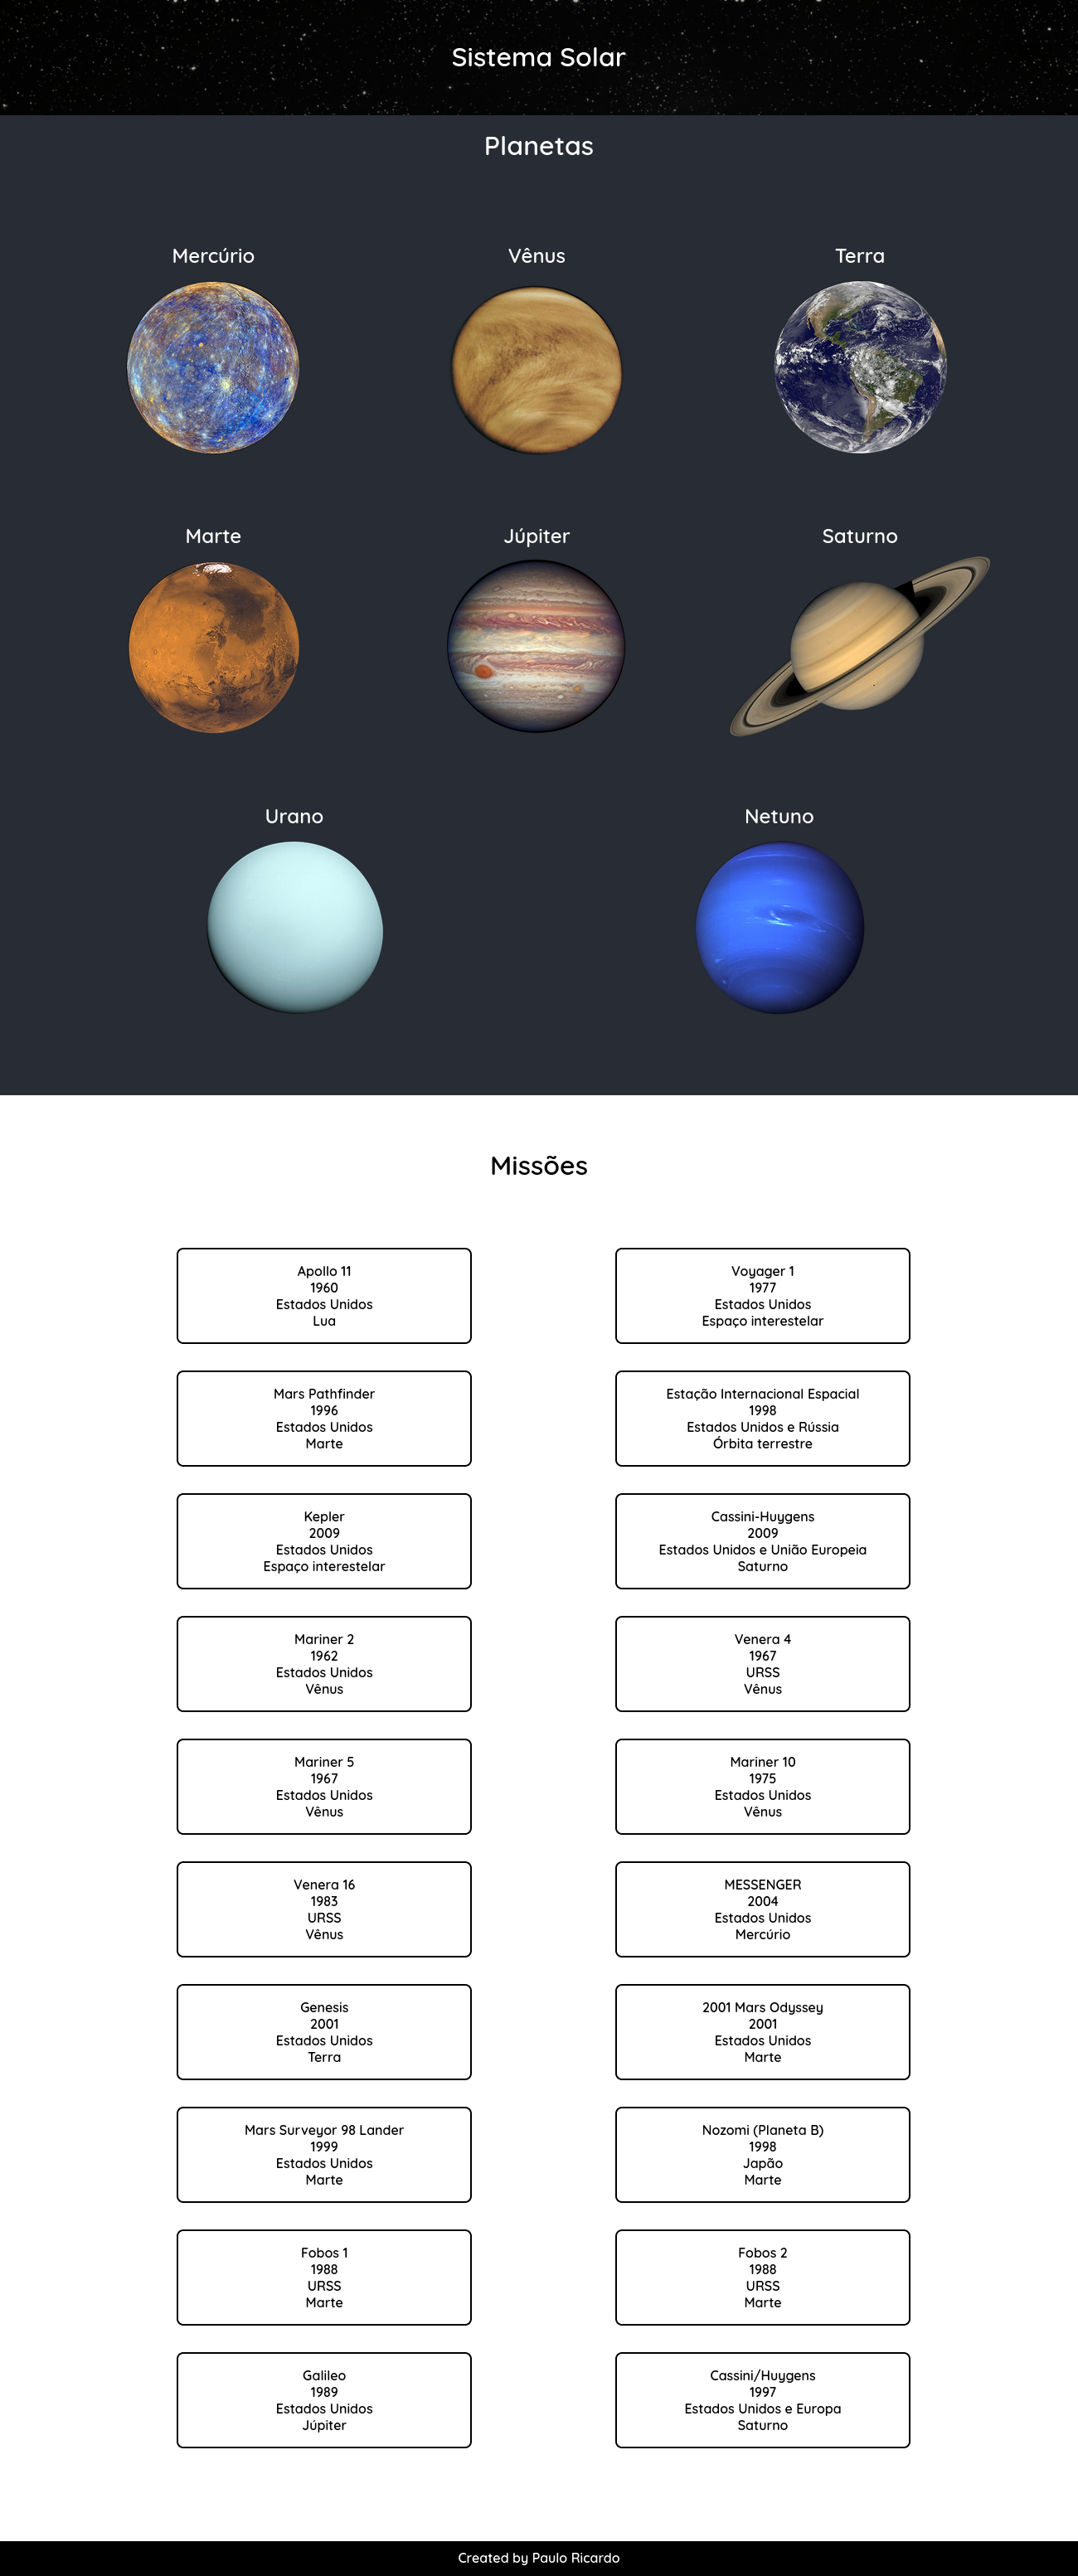 Sistema Solar
Planetas
Mercúrio
Vênus
Terra
Marte
Júpiter
Saturno
Urano
Netuno
Missões
Apollo 11
1960
Estados Unidos
Lua
Voyager 1
1977
Estados Unidos
Espaço interestelar
Mars Pathfinder
1996
Estados Unidos
Marte
Estação Internacional Espacial
1998
Estados Unidos e Rússia
Órbita terrestre
Kepler
2009
Estados Unidos
Espaço interestelar
Cassini-Huygens
2009
Estados Unidos e União Europeia
Saturno
Mariner 2
1962
Estados Unidos
Vênus
Venera 4
1967
URSS
Vênus
Mariner 5
1967
Estados Unidos
Vênus
Mariner 10
1975
Estados Unidos
Vênus
Venera 16
1983
URSS
Vênus
MESSENGER
2004
Estados Unidos
Mercúrio
Genesis
2001
Estados Unidos
Terra
2001 Mars Odyssey
2001
Estados Unidos
Marte
Mars Surveyor 98 Lander
1999
Estados Unidos
Marte
Nozomi (Planeta B)
1998
Japão
Marte
Fobos 1
1988
URSS
Marte
Fobos 2
1988
URSS
Marte
Galileo
1989
Estados Unidos
Júpiter
Cassini/Huygens
1997
Estados Unidos e Europa
Saturno
Created by Paulo Ricardo